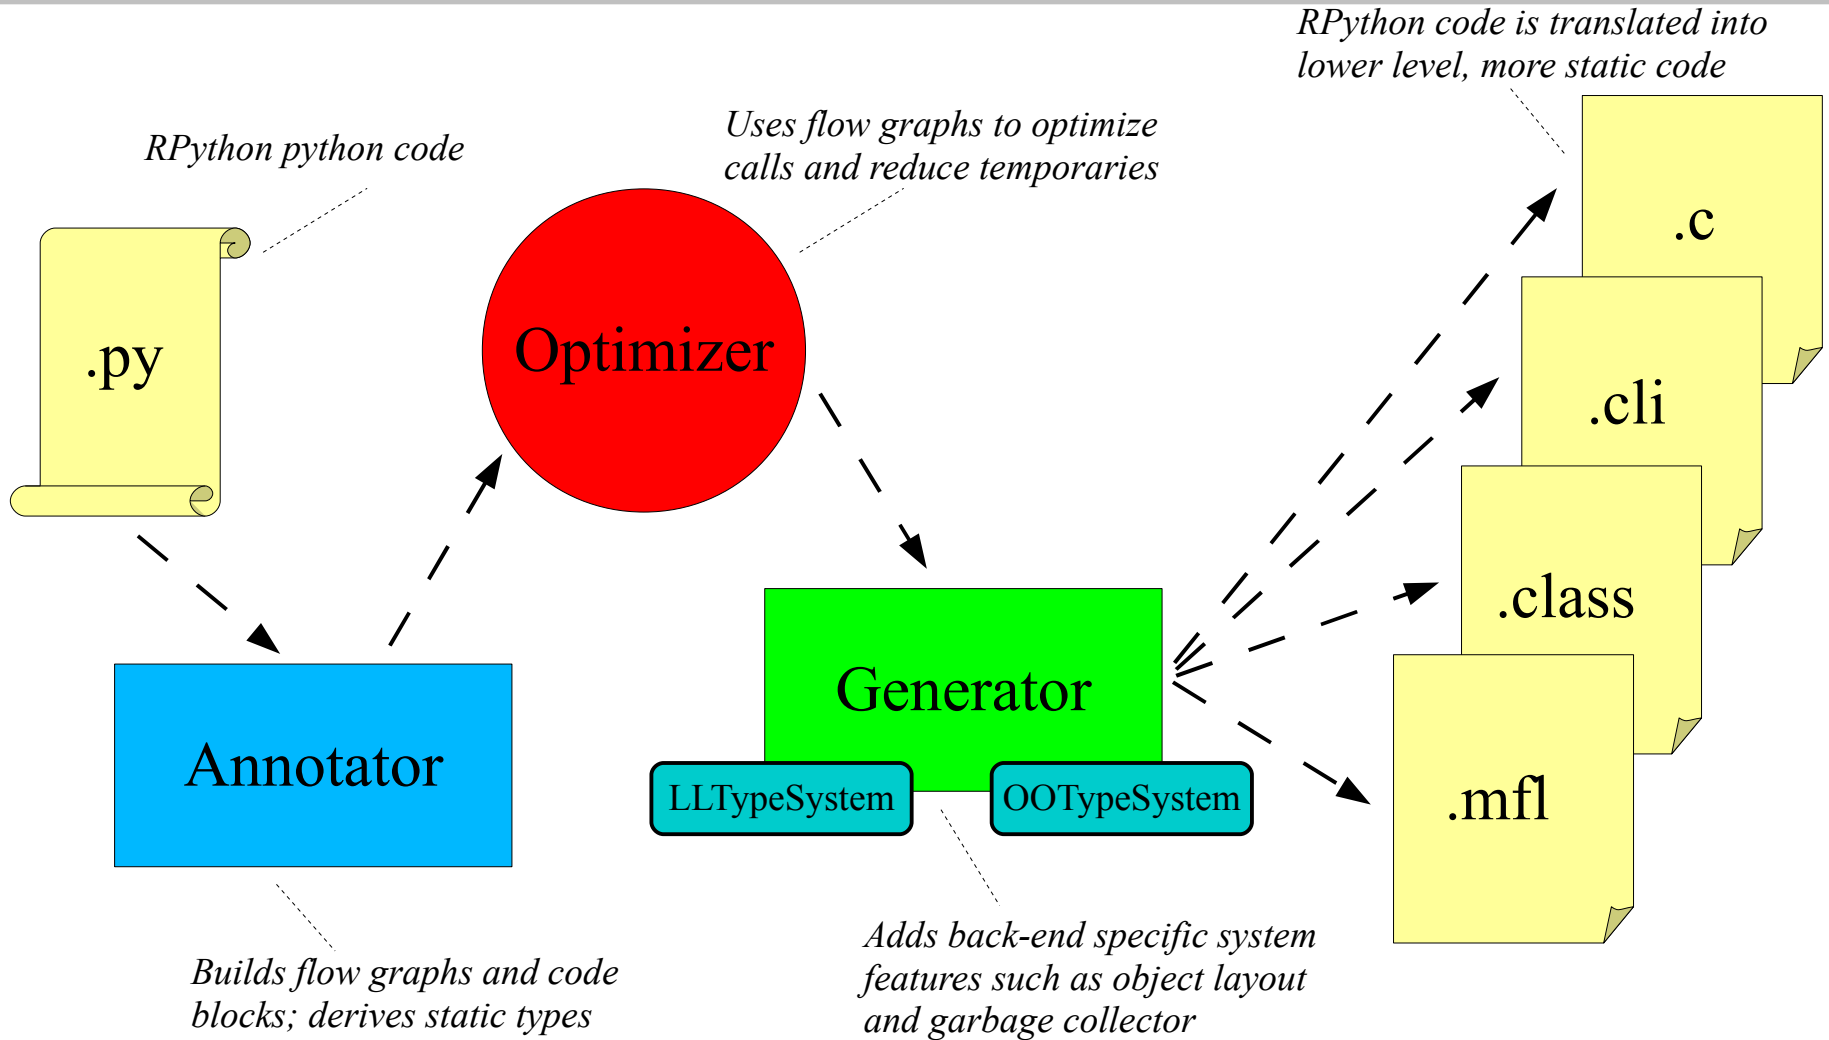 RPython code is translated into
lower level, more static code
Uses flow graphs to optimize
calls and reduce temporaries
RPython python code
.py
Optimizer
.c
.cli
.class
.mfl
Annotator
Generator
LLTypeSystem
OOTypeSystem
Builds flow graphs and code
blocks; derives static types
Adds back-end specific system
features such as object layout
and garbage collector